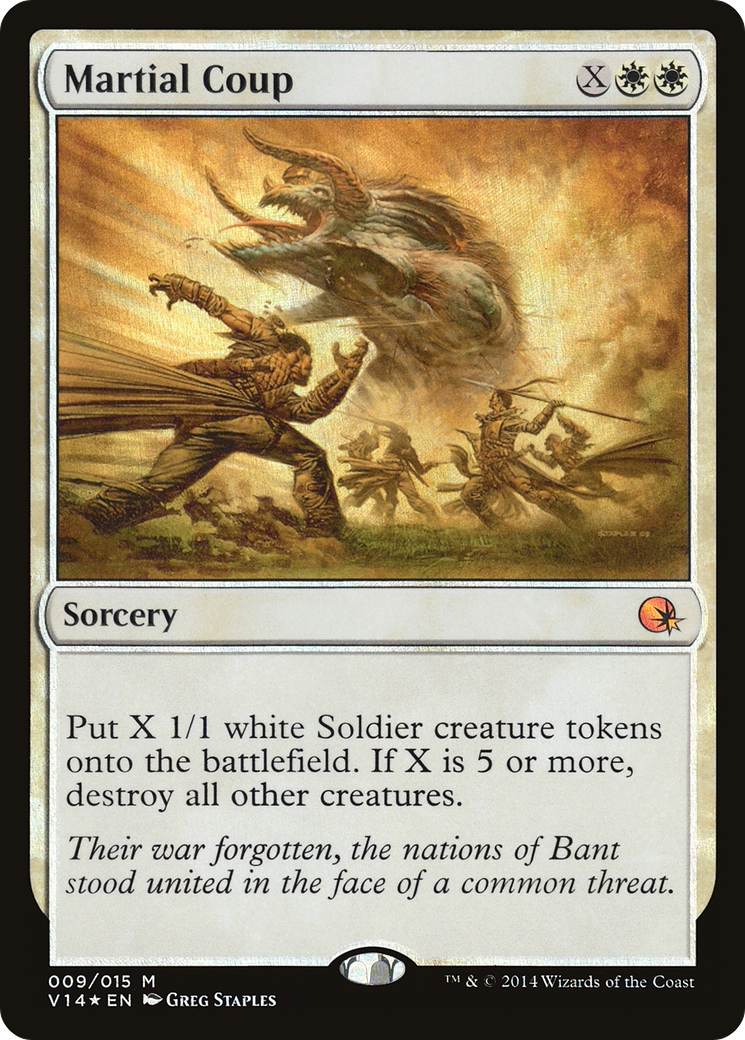 Martial Coup X
STAPLES 08
Sorcery
Put X 1/1 white Soldier creature tokens
onto the battlefield. If X is 5 or more,
destroy all other creatures.
Their war forgotten, the nations of Bant
stood united in the face of a common threat.
009/015 M
V14★EN Greg Staples
™ & © 2014 Wizards of the Coast